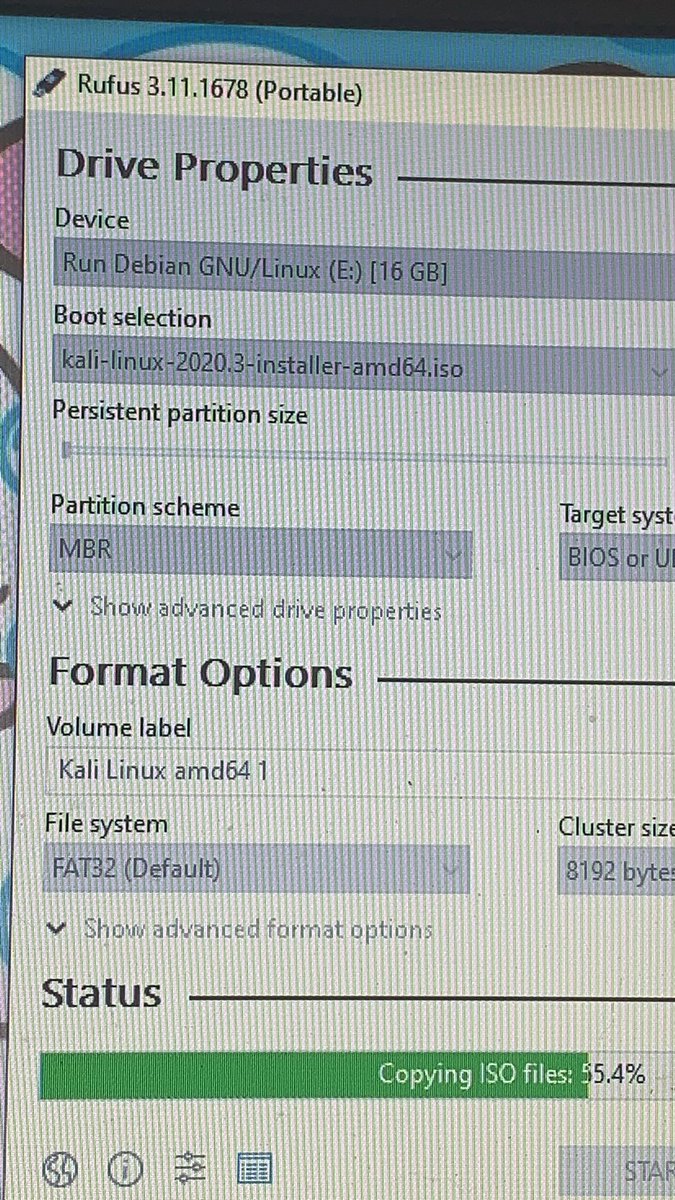 Rufus 3.11.1678 (Portable)
Drive Properties
Device
Run Debian GNU/Linux (E:) [16 GB]
Boot selection
kali-linux-2020.3-installer-amd64.iso
Persistent partition size
Partition scheme Target syst
MBR BIOS or UE
Show advanced drive properties
Format Options
Volume label
Kali Linux amd64 1
File system Cluster size
FAT32 (Default) 8192 bytes
Show advanced format options
Status
Copying ISO files: 55.4%
STAR